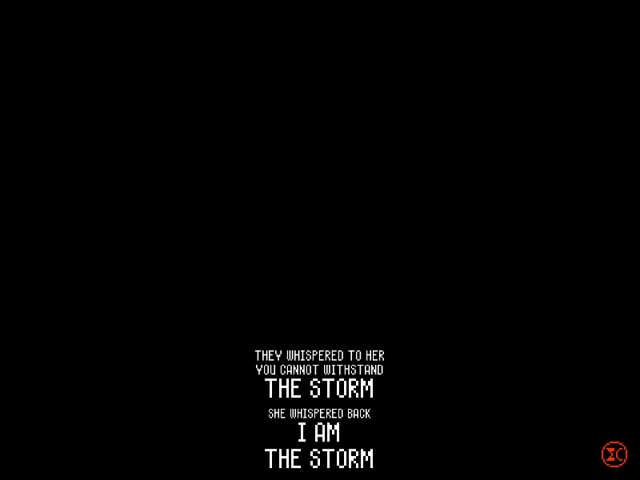 THEY WHISPERED TO HER
YOU CANNOT WITHSTAND
THE STORM
SHE WHISPERED BACK
I AM
THE STORM